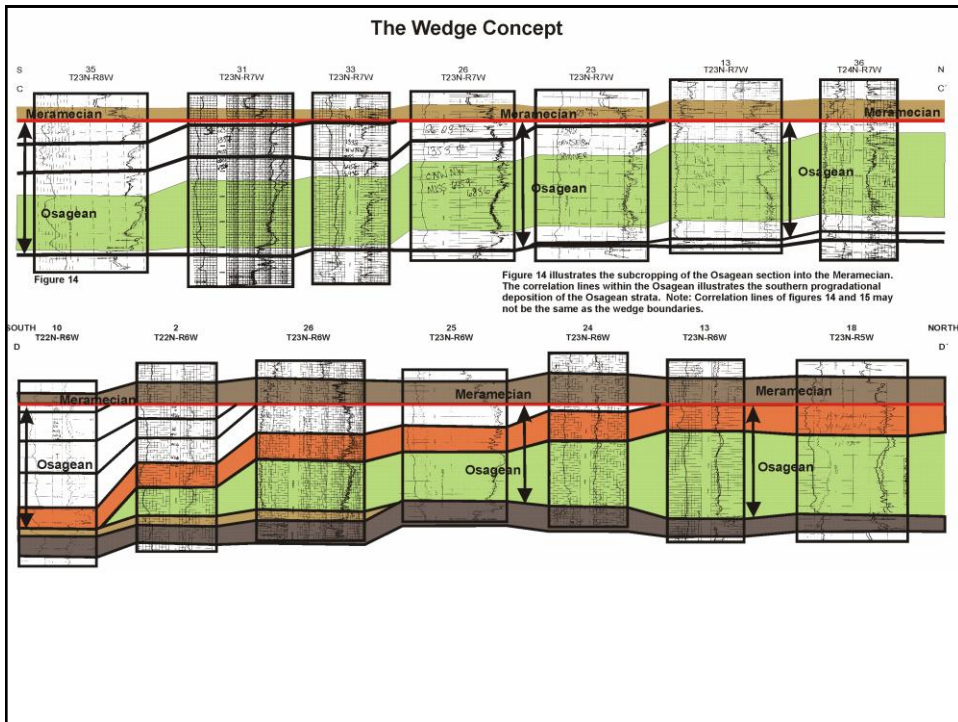 The Wedge Concept
S
C
35
T23N-R8W
31
T23N-R7W
33
T23N-R7W
26
T23N-R7W
23
T23N-R7W
13
T23N-R7W
36
T24N-R7W
N
C'
Meramecian
Meramecian
Meramecian
Osagean
Osagean
Osagean
Figure 14
Figure 14 illustrates the subcropping of the Osagean section into the Meramecian.
The correlation lines within the Osagean illustrates the southern progradational
deposition of the Osagean strata. Note: Correlation lines of figures 14 and 15 may
not be the same as the wedge boundaries.
SOUTH
D
10
T22N-R6W
2
T22N-R6W
26
T23N-R6W
25
T23N-R6W
24
T23N-R6W
13
T23N-R6W
18
T23N-R5W
NORTH
D'
Meramecian
Meramecian
Meramecian
Osagean
Osagean
Osagean